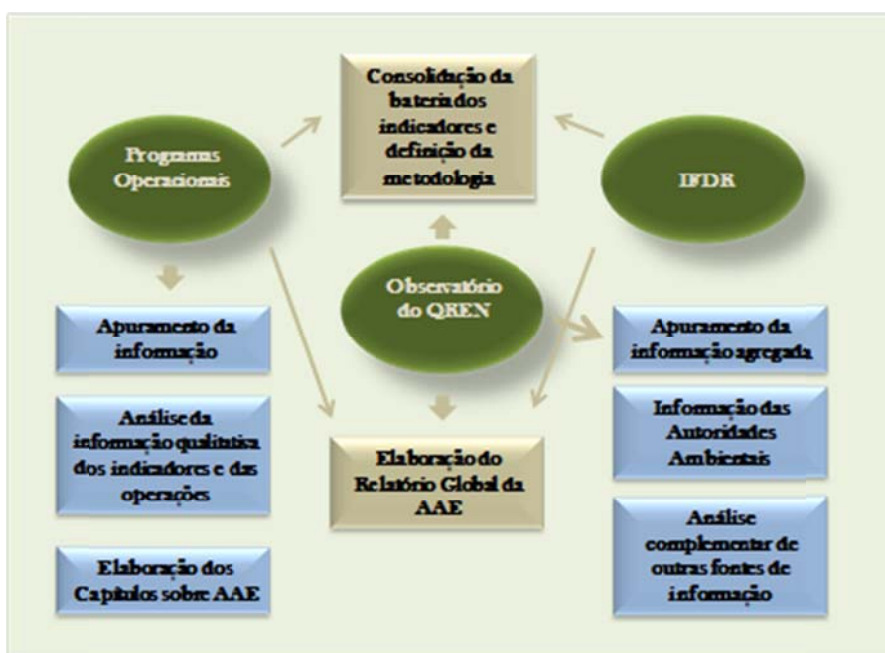 Consolidação da
bateria dos
indicadores e
definição da
metodologia
Programas
Operacionais
IFDR
Observatório
do QREN
Apuramento da
informação
Análise da
informação qualitativa
dos indicadores e das
operações
Elaboração dos
Capítulos sobre AAE
Elaboração do
Relatório Global da
AAE
Apuramento da
informação agregada
Informação das
Autoridades
Ambientais
Análise
complementar de
outras fontes de
informação